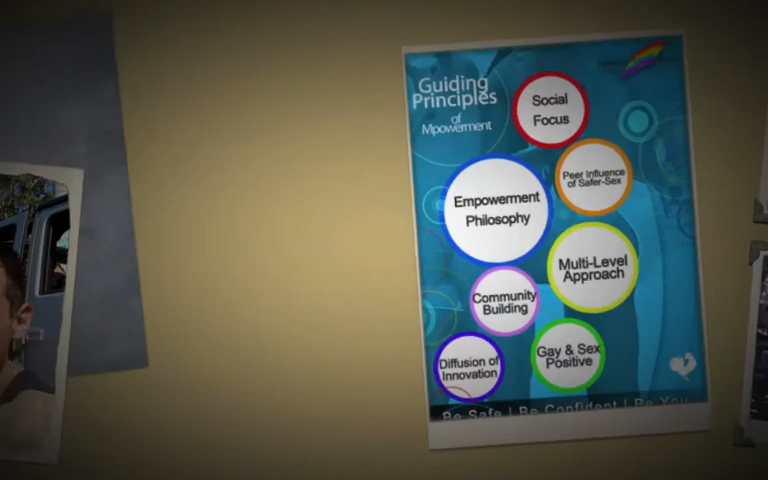 Guiding
Principles
of
Mpowerment
Social
Focus
Peer Influence
of Safer-Sex
Empowerment
Philosophy
Multi-Level
Approach
Community
Building
Gay & Sex
Positive
Diffusion of
Innovation
Be Safe | Be Confident | Be You